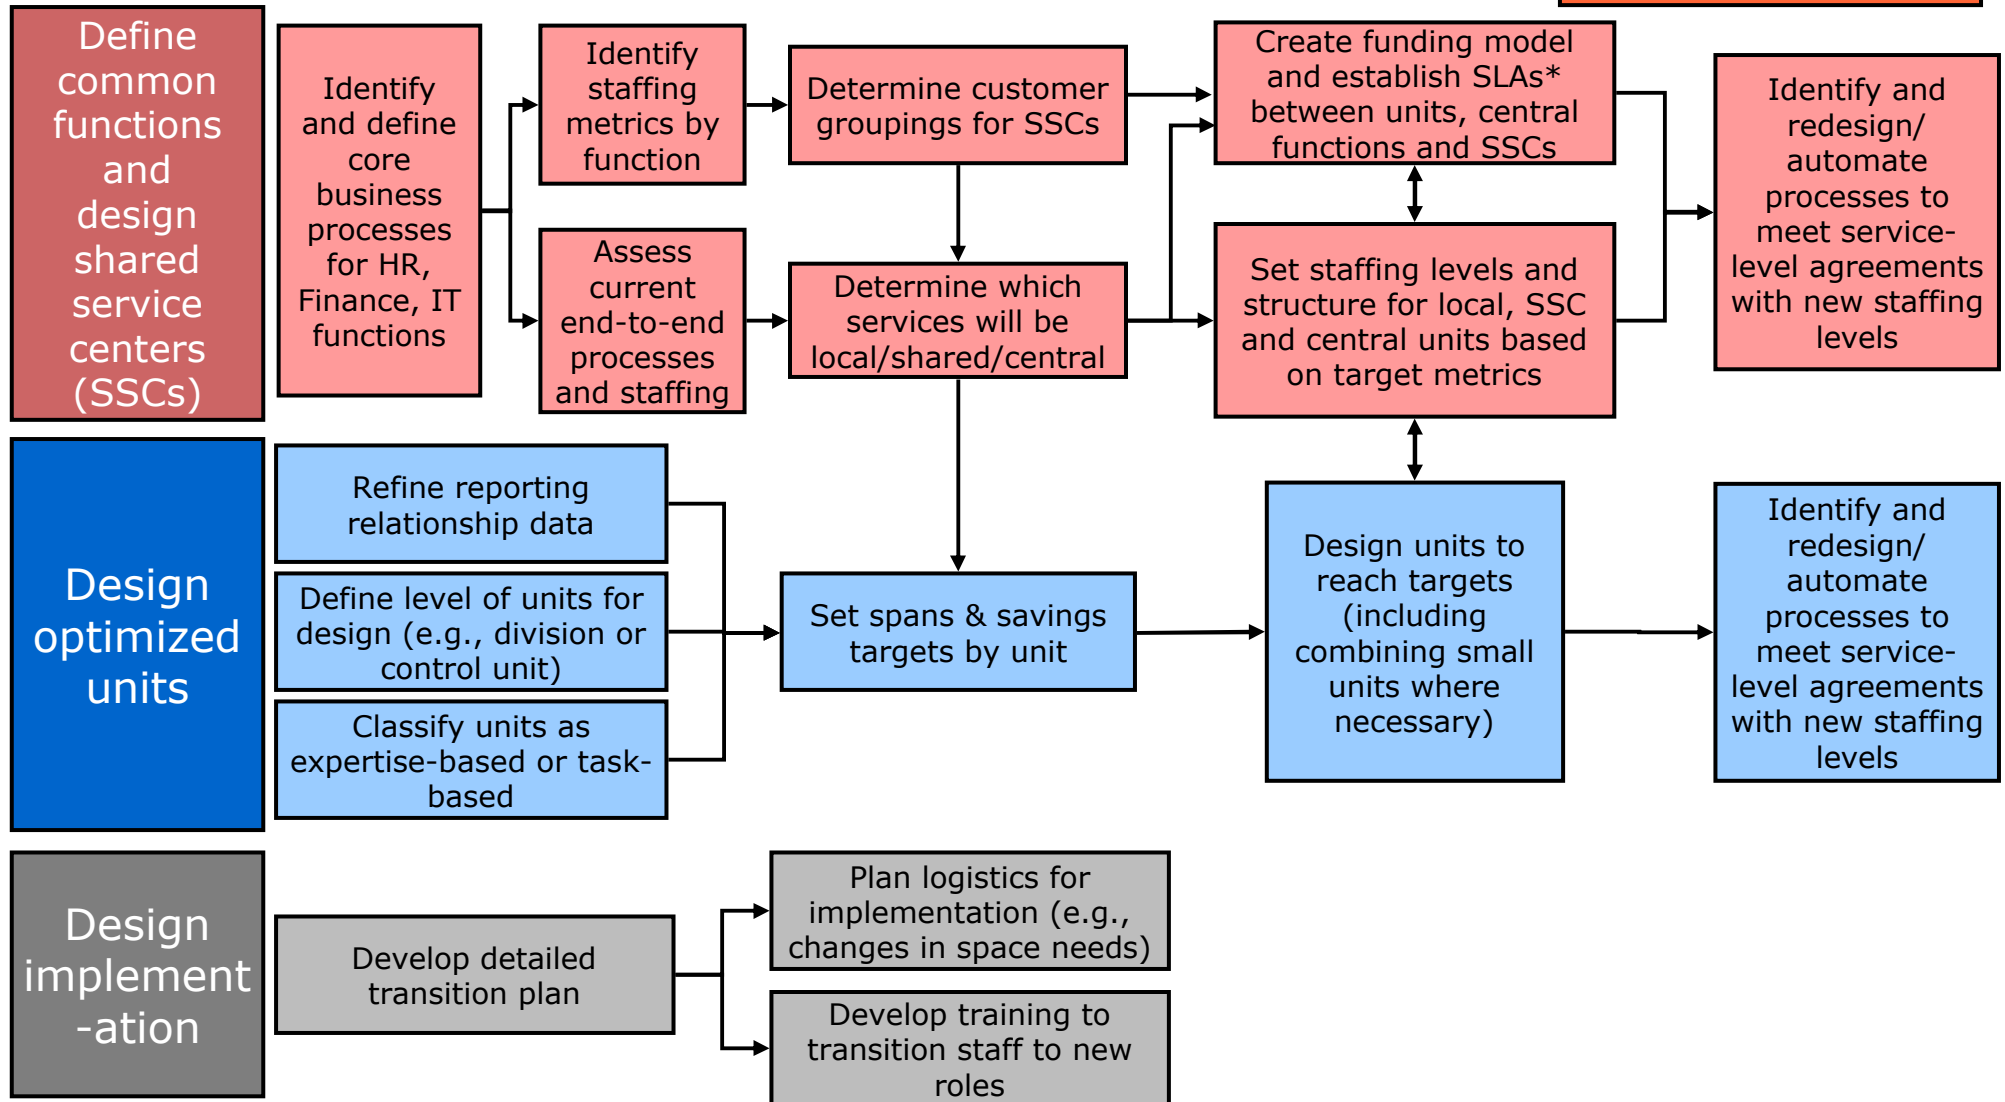 Define
common
functions
and
design
shared
service
centers
(SSCs)
Identify
and define
core
business
processes
for HR,
Finance, IT
functions
Identify
staffing
metrics by
function
Assess
current
end-to-end
processes
and staffing
Determine customer
groupings for SSCs
Determine which
services will be
local/shared/central
Create funding model
and establish SLAs*
between units, central
functions and SSCs
Set staffing levels and
structure for local, SSC
and central units based
on target metrics
Identify and
redesign/
automate
processes to
meet service-
level agreements
with new staffing
levels
Design
optimized
units
Refine reporting
relationship data
Define level of units for
design (e.g., division or
control unit)
Classify units as
expertise-based or task-
based
Set spans & savings
targets by unit
Design units to
reach targets
(including
combining small
units where
necessary)
Identify and
redesign/
automate
processes to
meet service-
level agreements
with new staffing
levels
Design
implement
-ation
Develop detailed
transition plan
Plan logistics for
implementation (e.g.,
changes in space needs)
Develop training to
transition staff to new
roles